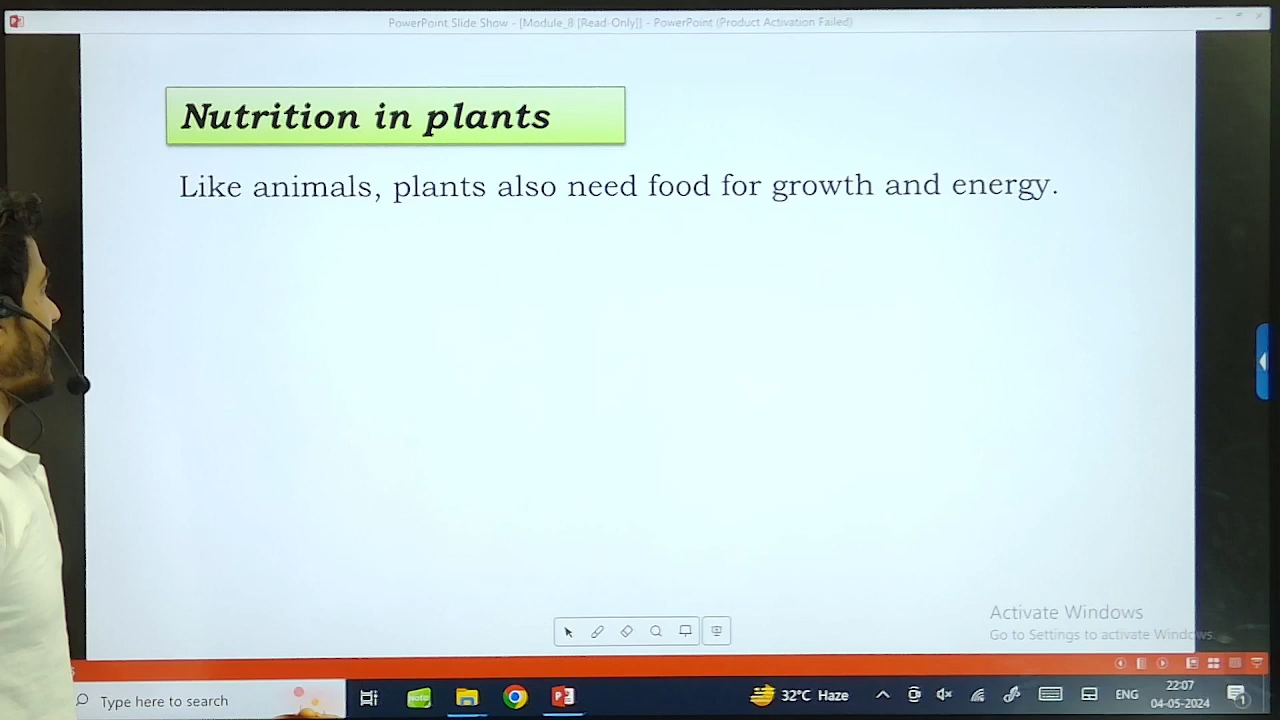 PowerPoint Slide Show - [Module_8 [Read-Only]] - PowerPoint (Product Activation Failed)
Nutrition in plants
Like animals, plants also need food for growth and energy.
Activate Windows
Go to Settings to activate Windows.
Type here to search
32°C Haze
ENG
22:07
04-05-2024
1